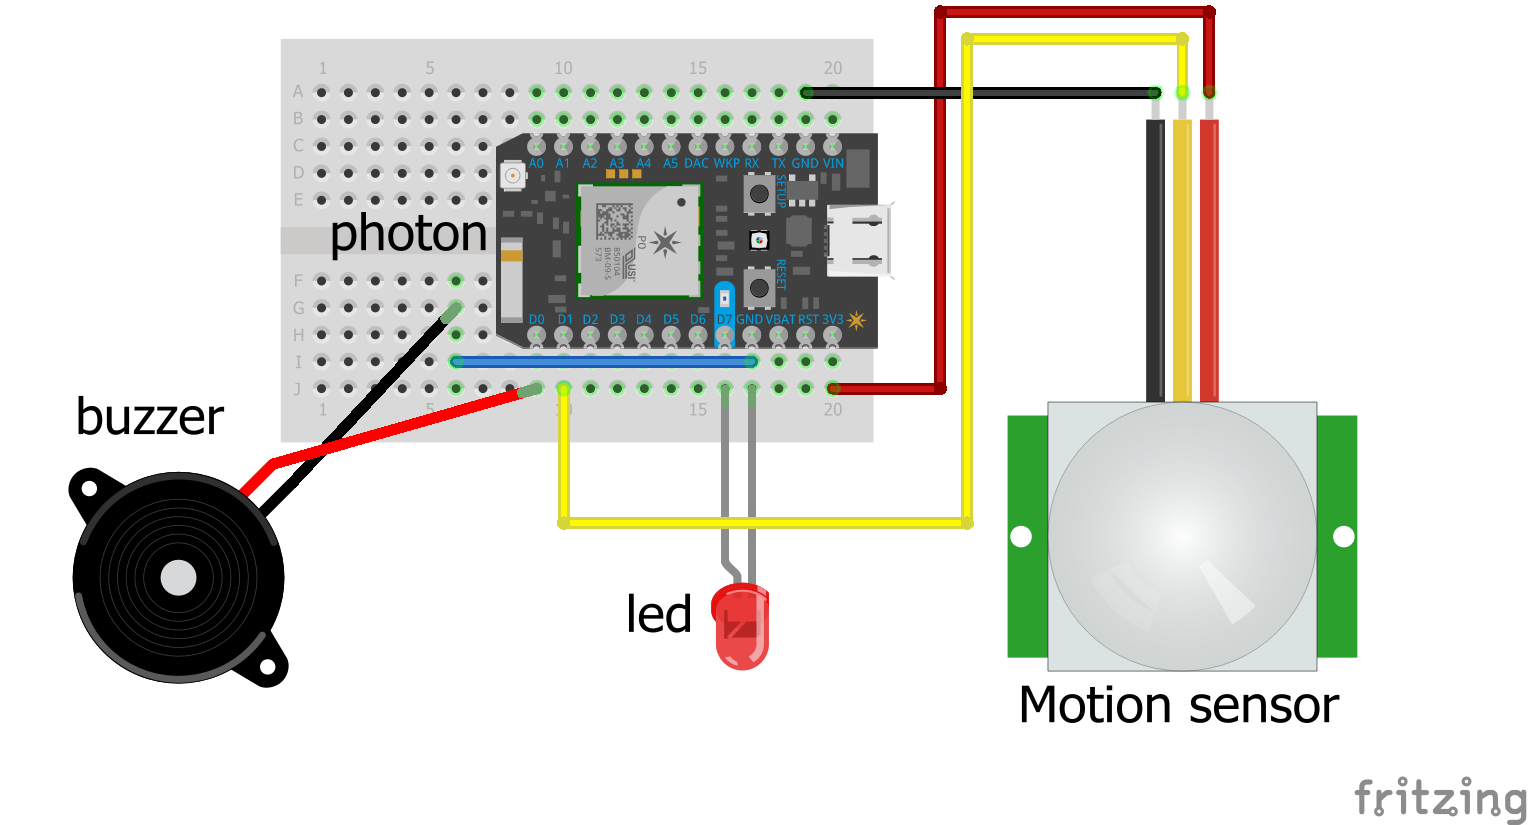 1 5 10 15 20
A
B
C
D
E
A0 A1 A2 A3 A4 A5 DAC WKP RX TX GND VIN
SETUP
photon
RESET
F
G
H
I
J
D0 D1 D2 D3 D4 D5 D6 D7 GND VBAT RST 3V3
1 5 10 15 20
buzzer
led
Motion sensor
fritzing